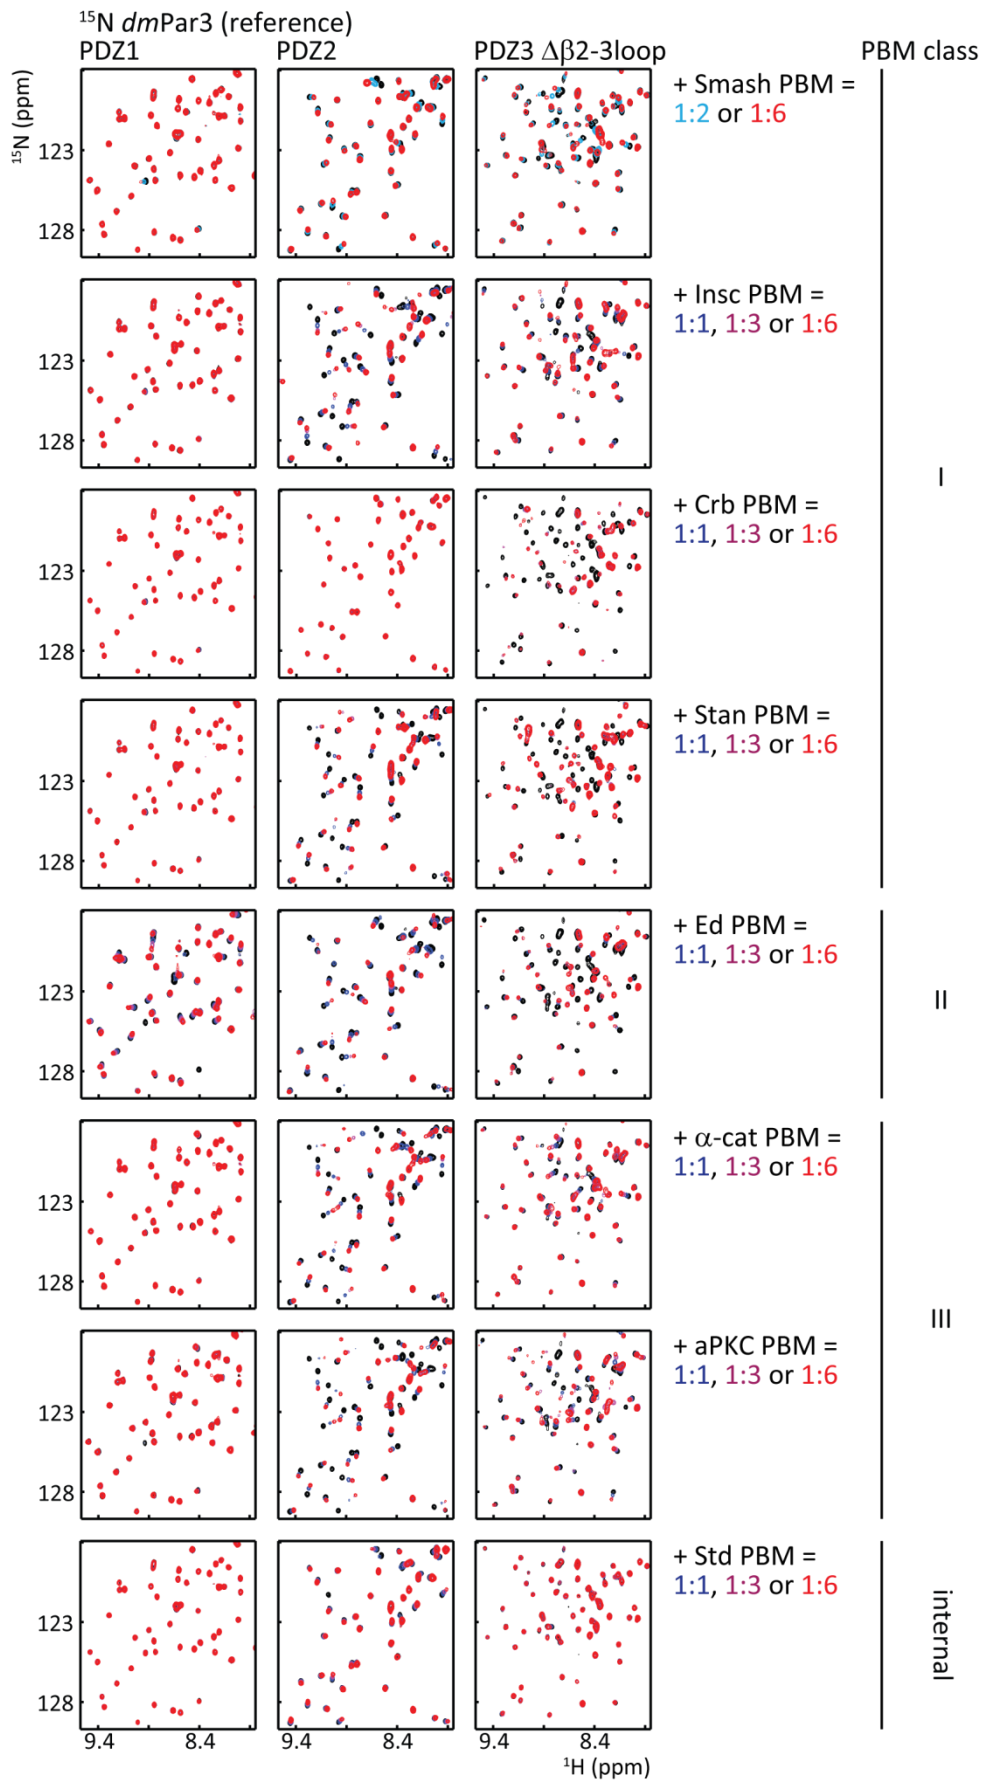 ¹⁵N dmPar3 (reference)
PDZ1 PDZ2 PDZ3 Δβ2-3loop PBM class
¹⁵N (ppm)
+ Smash PBM =
1:2 or 1:6
123
128
+ Insc PBM =
1:1, 1:3 or 1:6
123
128
I
+ Crb PBM =
1:1, 1:3 or 1:6
123
128
+ Stan PBM =
1:1, 1:3 or 1:6
123
128
+ Ed PBM =
1:1, 1:3 or 1:6
123
II
128
+ α-cat PBM =
1:1, 1:3 or 1:6
123
128
III
+ aPKC PBM =
1:1, 1:3 or 1:6
123
128
+ Std PBM =
1:1, 1:3 or 1:6
123
internal
128
9.4 8.4 9.4 8.4 9.4 8.4
¹H (ppm)